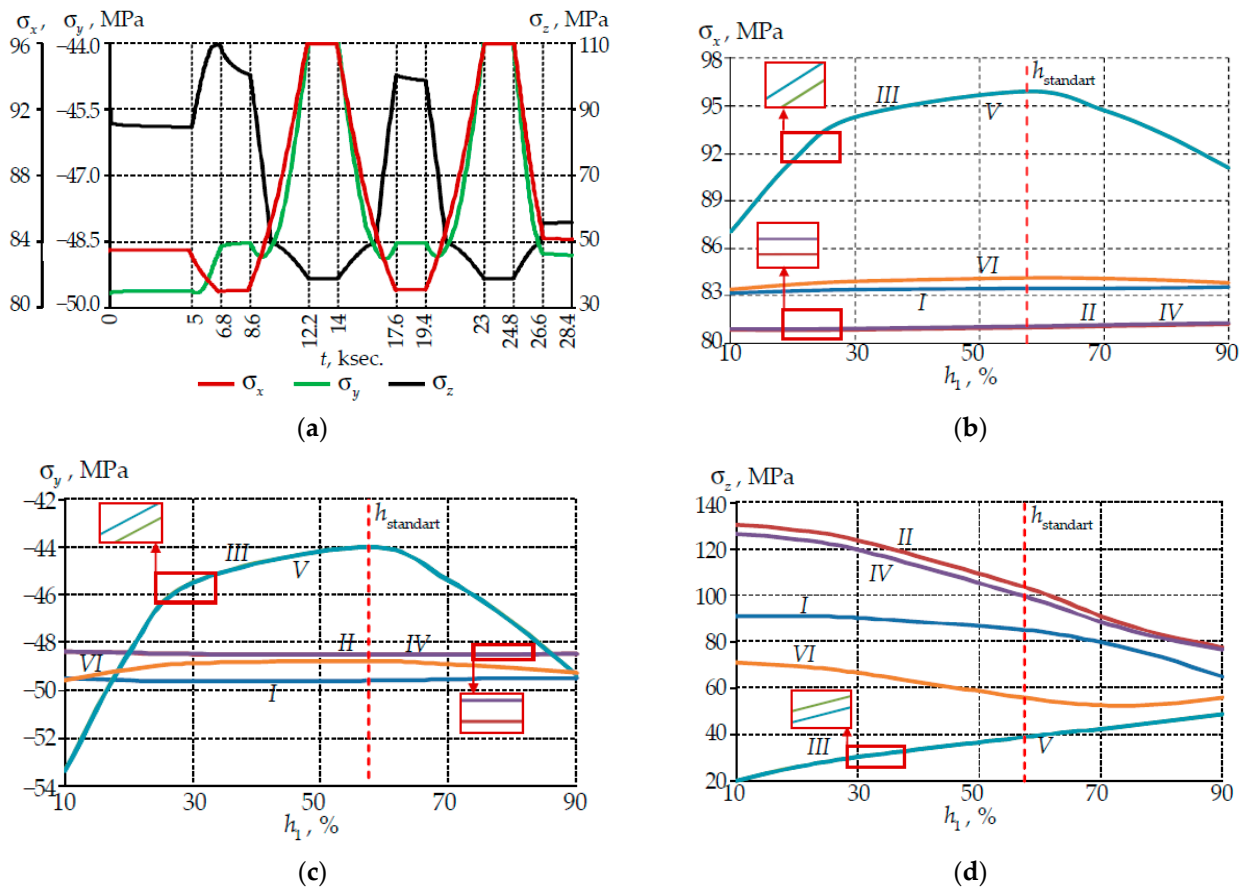 σx, σy, MPa σz, MPa
96 −44.0 110
92 −45.5 90
88 −47.0 70
84 −48.5 50
80 −50.0 30
0 5 6.8 8.6 12.2 14 17.6 19.4 23 24.8 26.6 28.4
t, ksec.
σx σy σz
(a)
σx, MPa
98
95
92
89
86
83
80
hstandart
III
V
VI
I
II IV
10 30 50 70 90
h1, %
(b)
σy, MPa
−42
−44
−46
−48
−50
−52
−54
hstandart
III
V
H IV
VI
I
10 30 50 70 90
h1, %
(c)
σz, MPa
140
120
100
80
60
40
20
hstandart
II
IV
I
VI
III V
10 30 50 70 90
h1, %
(d)